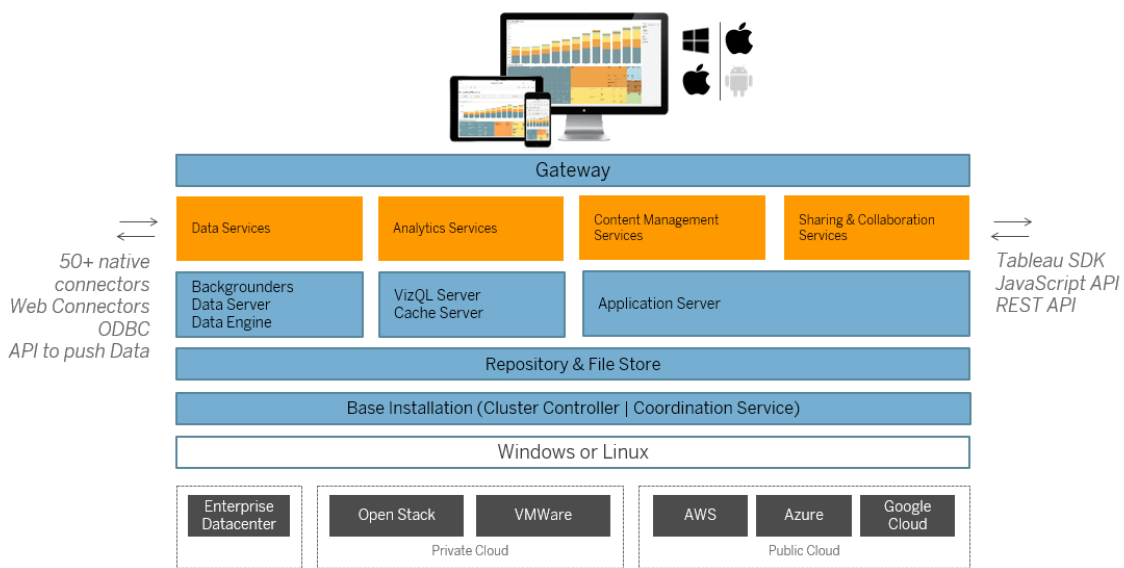 Gateway
Data Services
Analytics Services
Content Management
Services
Sharing & Collaboration
Services
50+ native
connectors
Web Connectors
ODBC
API to push Data
Backgrounders
Data Server
Data Engine
VizQL Server
Cache Server
Application Server
Tableau SDK
JavaScript API
REST API
Repository & File Store
Base Installation (Cluster Controller | Coordination Service)
Windows or Linux
Enterprise
Datacenter
Open Stack
VMWare
Private Cloud
AWS
Azure
Google
Cloud
Public Cloud